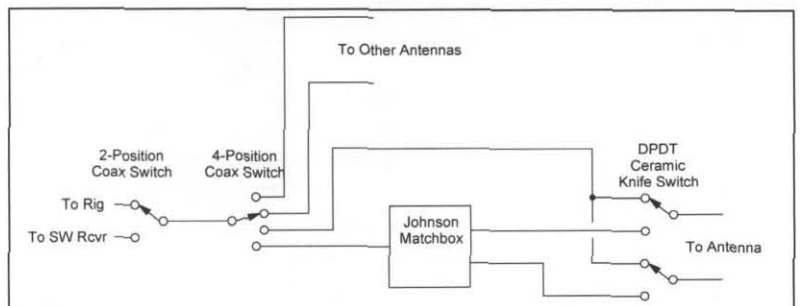 To Other Antennas
2-Position
Coax Switch
4-Position
Coax Switch
DPDT
Ceramic
Knife Switch
To Rig
To SW Rcvr
Johnson
Matchbox
To Antenna